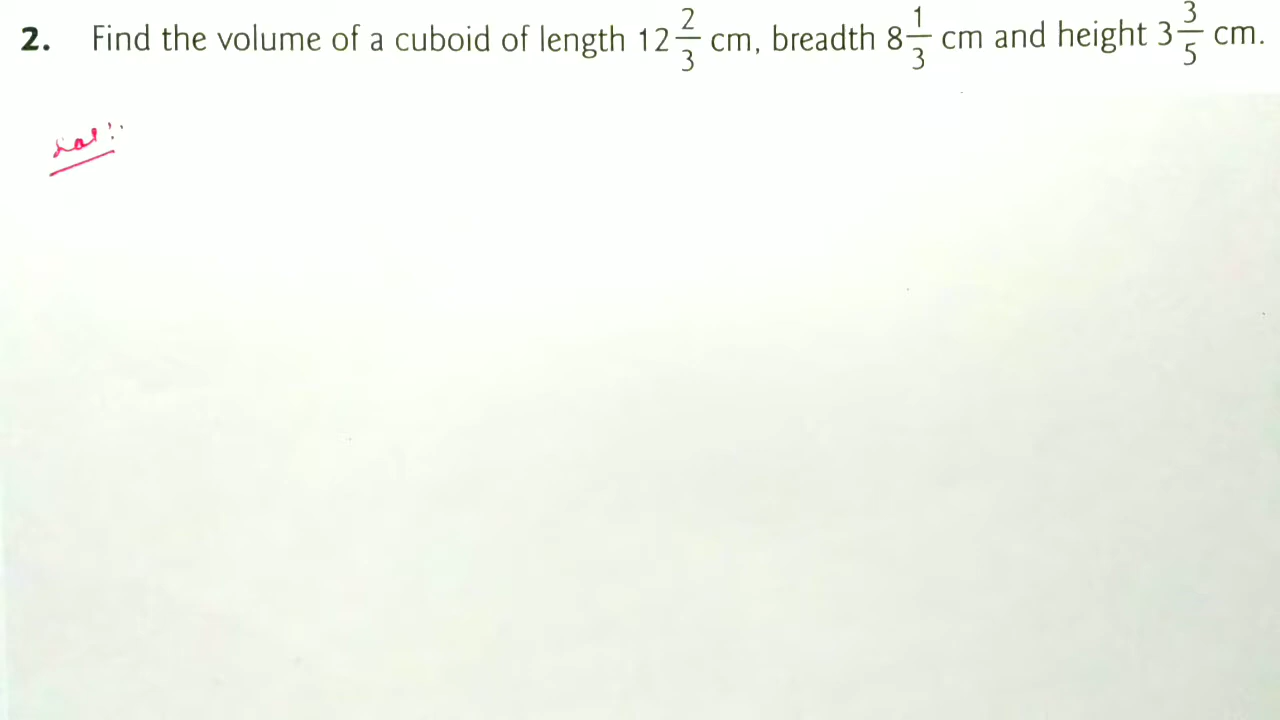 2. Find the volume of a cuboid of length 12 2/3 cm, breadth 8 1/3 cm and height 3 3/5 cm.
Sol :